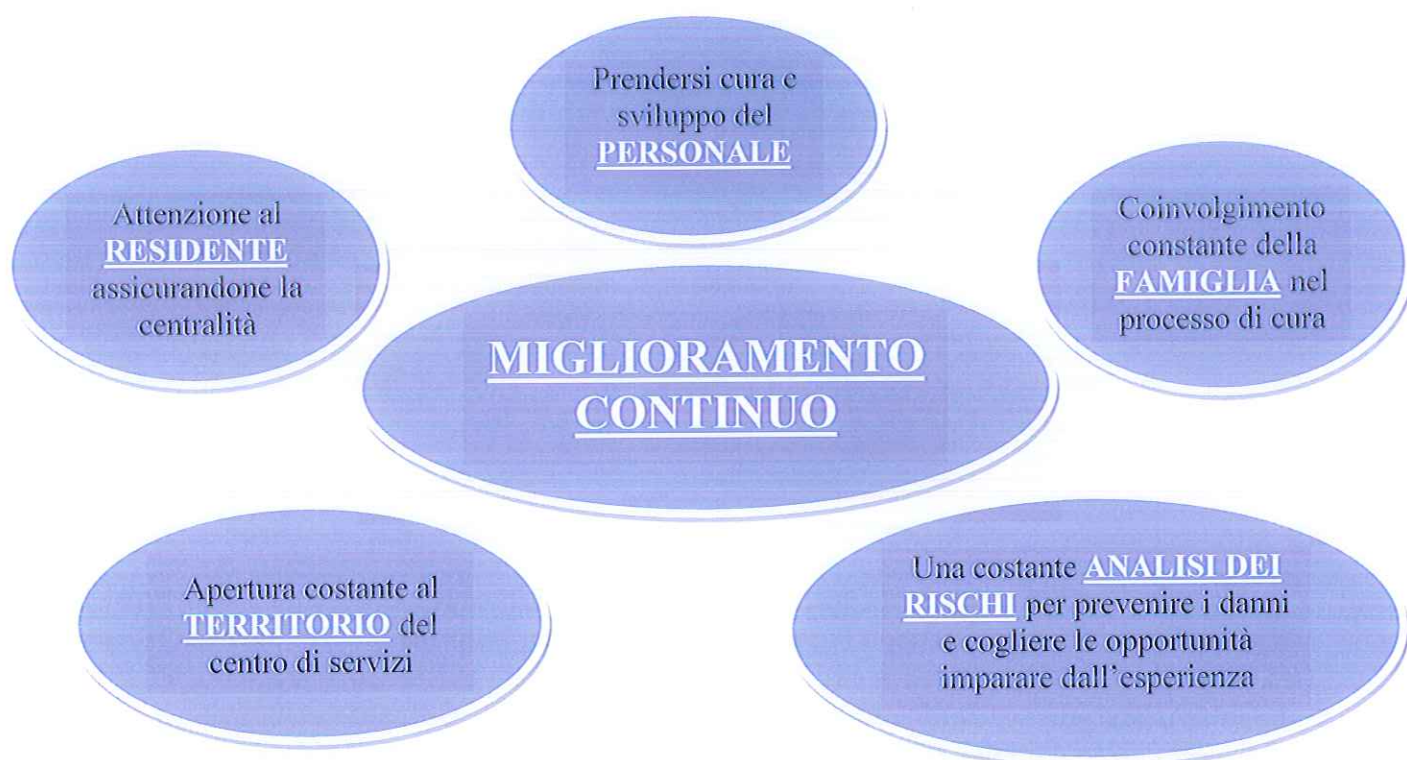 Prendersi cura e
sviluppo del
PERSONALE
Attenzione al
RESIDENTE
assicurandone la
centralità
Coinvolgimento
constante della
FAMIGLIA nel
processo di cura
MIGLIORAMENTO
CONTINUO
Apertura costante al
TERRITORIO del
centro di servizi
Una costante ANALISI DEI
RISCHI per prevenire i danni
e cogliere le opportunità
imparare dall'esperienza